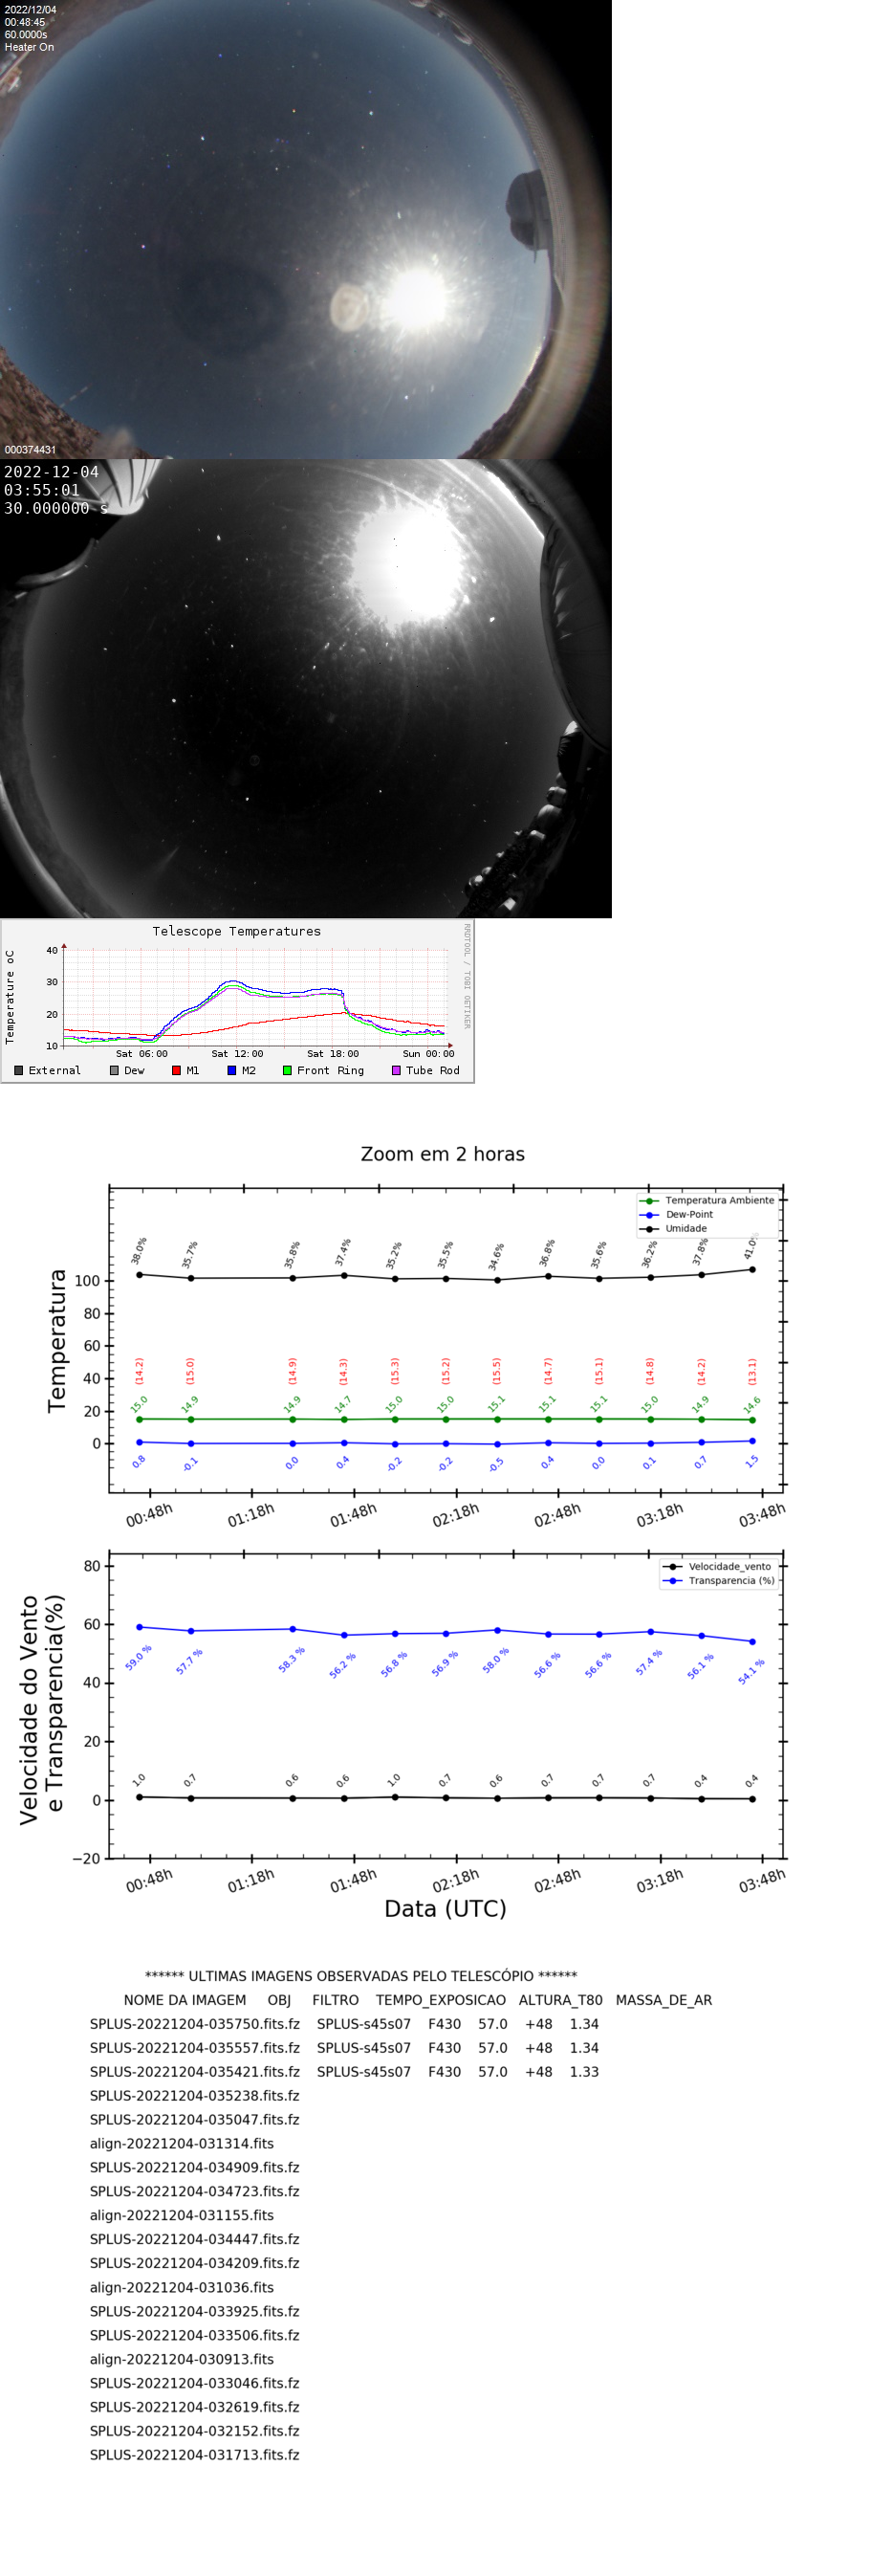 2022/12/04
00:48:45
60.0000s
Heater On
000374431
2022-12-04
03:55:01
30.000000 s
Telescope Temperatures
RRDTOOL / TOBI OETIKER
Temperature oC
40
30
20
10
Sat 06:00 Sat 12:00 Sat 18:00 Sun 00:00
External Dew M1 M2 Front Ring Tube Rod
Zoom em 2 horas
Temperatura Ambiente
Dew-Point
Umidade
Temperatura
100
80
60
40
20
0
38.0% 35.7% 35.8% 37.4% 35.2% 35.5% 34.6% 36.8% 35.6% 36.2% 37.8% 41.0%
(14.2) (15.0) (14.9) (14.3) (15.3) (15.2) (15.5) (14.7) (15.1) (14.8) (14.2) (13.1)
15.0 14.9 14.9 14.7 15.0 15.0 15.1 15.1 15.1 15.0 14.9 14.6
0.8 -0.1 0.0 0.4 -0.2 -0.2 -0.5 0.4 0.0 0.1 0.7 1.5
00:48h 01:18h 01:48h 02:18h 02:48h 03:18h 03:48h
Velocidade_vento
Transparencia (%)
Velocidade do Vento
e Transparencia(%)
80
60
40
20
0
−20
59.0 % 57.7 % 58.3 % 56.2 % 56.8 % 56.9 % 58.0 % 56.6 % 56.6 % 57.4 % 56.1 % 54.1 %
1.0 0.7 0.6 0.6 1.0 0.7 0.6 0.7 0.7 0.7 0.4 0.4
00:48h 01:18h 01:48h 02:18h 02:48h 03:18h 03:48h
Data (UTC)
****** ULTIMAS IMAGENS OBSERVADAS PELO TELESCÓPIO ******
NOME DA IMAGEM OBJ FILTRO TEMPO_EXPOSICAO ALTURA_T80 MASSA_DE_AR
SPLUS-20221204-035750.fits.fz SPLUS-s45s07 F430 57.0 +48 1.34
SPLUS-20221204-035557.fits.fz SPLUS-s45s07 F430 57.0 +48 1.34
SPLUS-20221204-035421.fits.fz SPLUS-s45s07 F430 57.0 +48 1.33
SPLUS-20221204-035238.fits.fz
SPLUS-20221204-035047.fits.fz
align-20221204-031314.fits
SPLUS-20221204-034909.fits.fz
SPLUS-20221204-034723.fits.fz
align-20221204-031155.fits
SPLUS-20221204-034447.fits.fz
SPLUS-20221204-034209.fits.fz
align-20221204-031036.fits
SPLUS-20221204-033925.fits.fz
SPLUS-20221204-033506.fits.fz
align-20221204-030913.fits
SPLUS-20221204-033046.fits.fz
SPLUS-20221204-032619.fits.fz
SPLUS-20221204-032152.fits.fz
SPLUS-20221204-031713.fits.fz